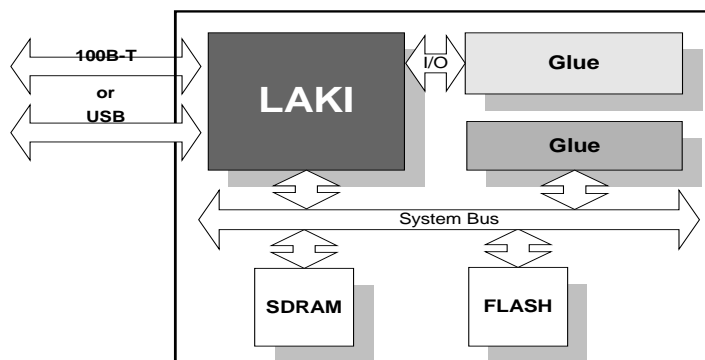 100B-T
or
USB
LAKI
I/O
Glue
Glue
System Bus
SDRAM
FLASH